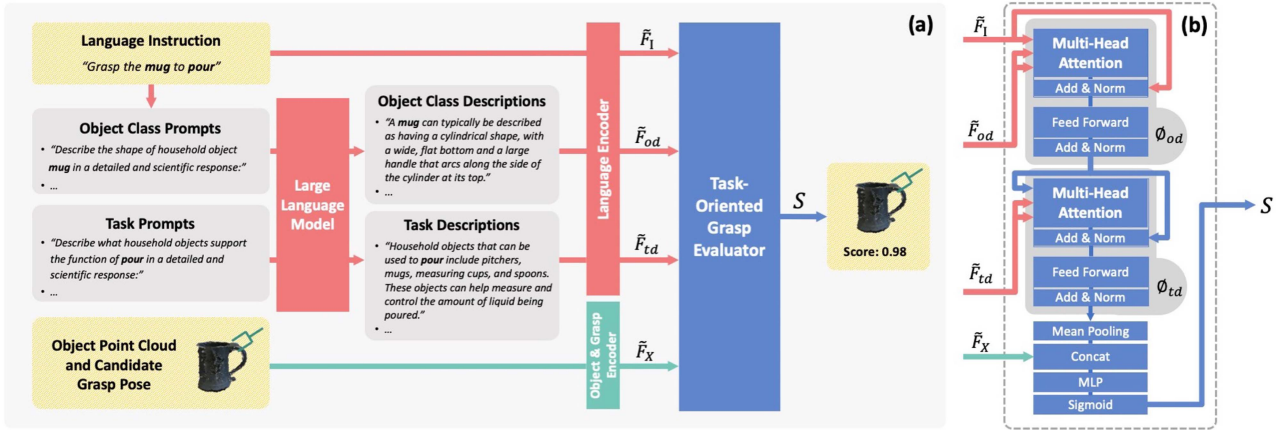 (a)
Language Instruction
“Grasp the mug to pour”
Object Class Prompts
• “Describe the shape of household object
mug in a detailed and scientific response:”
• ...
Task Prompts
• “Describe what household objects support
the function of pour in a detailed and
scientific response:”
• ...
Object Point Cloud
and Candidate
Grasp Pose
Large
Language
Model
Object Class Descriptions
• “A mug can typically be described
as having a cylindrical shape, with
a wide, flat bottom and a large
handle that arcs along the side of
the cylinder at its top.”
• ...
Task Descriptions
• “Household objects that can be
used to pour include pitchers,
mugs, measuring cups, and spoons.
These objects can help measure and
control the amount of liquid being
poured.”
• ...
Language Encoder
Object & Grasp
Encoder
F̃I
F̃od
F̃td
F̃X
Task-
Oriented
Grasp
Evaluator
S
Score: 0.98
(b)
F̃I
F̃od
F̃td
F̃X
Multi-Head
Attention
Add & Norm
Feed Forward
Add & Norm
∅od
Multi-Head
Attention
Add & Norm
Feed Forward
Add & Norm
∅td
Mean Pooling
Concat
MLP
Sigmoid
S